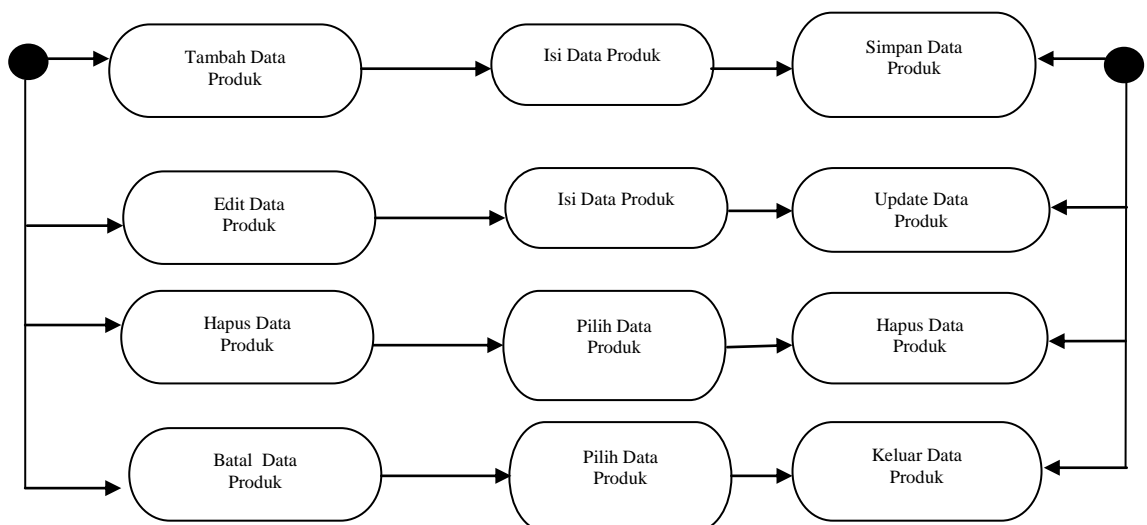 Tambah Data
Produk
Isi Data Produk
Simpan Data
Produk
Edit Data
Produk
Isi Data Produk
Update Data
Produk
Hapus Data
Produk
Pilih Data
Produk
Hapus Data
Produk
Batal  Data
Produk
Pilih Data
Produk
Keluar Data
Produk